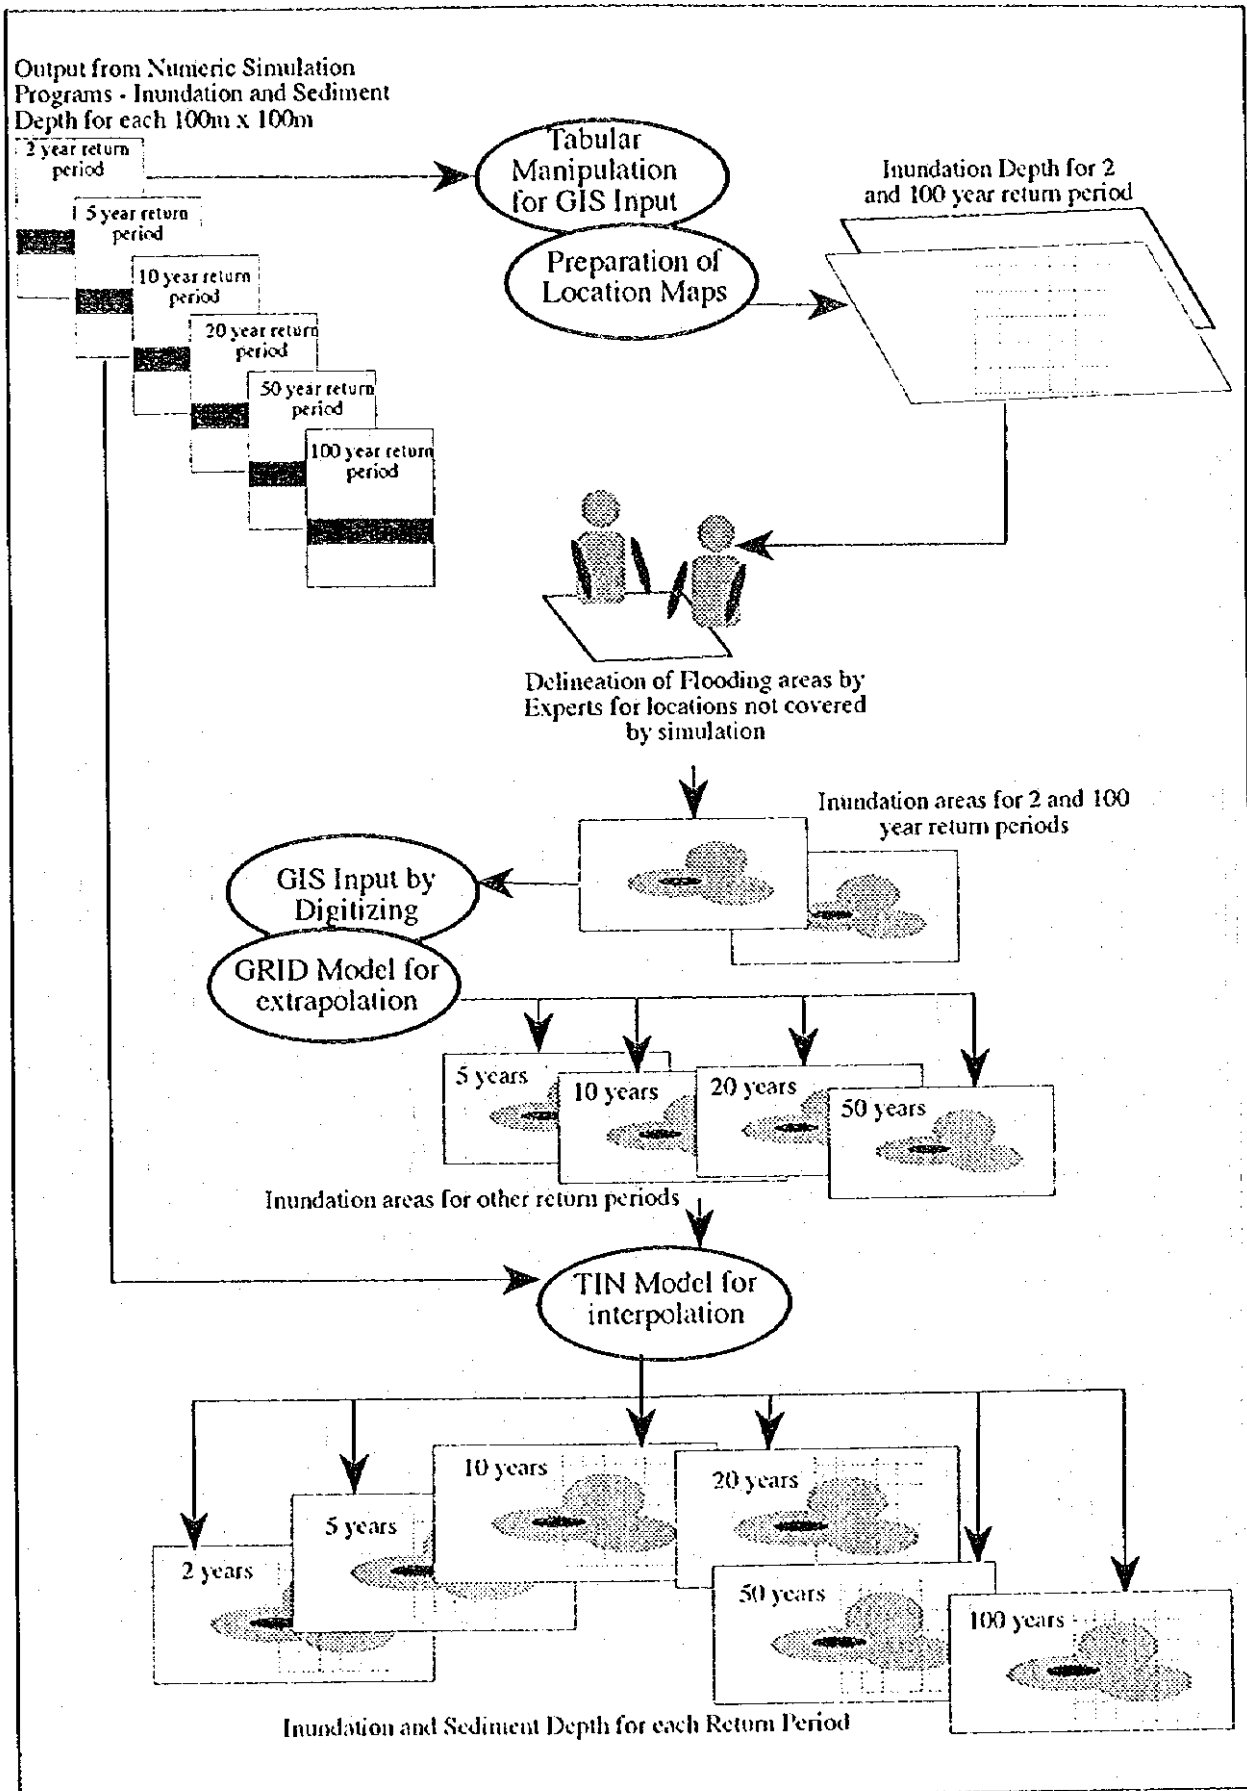 Output from Numeric Simulation
Programs - Inundation and Sediment
Depth for each 100m x 100m
2 year return
period
5 year return
period
10 year return
period
20 year return
period
50 year return
period
100 year return
period
Tabular
Manipulation
for GIS Input
Preparation of
Location Maps
Inundation Depth for 2
and 100 year return period
Delineation of Flooding areas by
Experts for locations not covered
by simulation
Inundation areas for 2 and 100
year return periods
GIS Input by
Digitizing
GRID Model for
extrapolation
5 years
10 years
20 years
50 years
Inundation areas for other return periods
TIN Model for
interpolation
10 years
20 years
5 years
2 years
50 years
100 years
Inundation and Sediment Depth for each Return Period